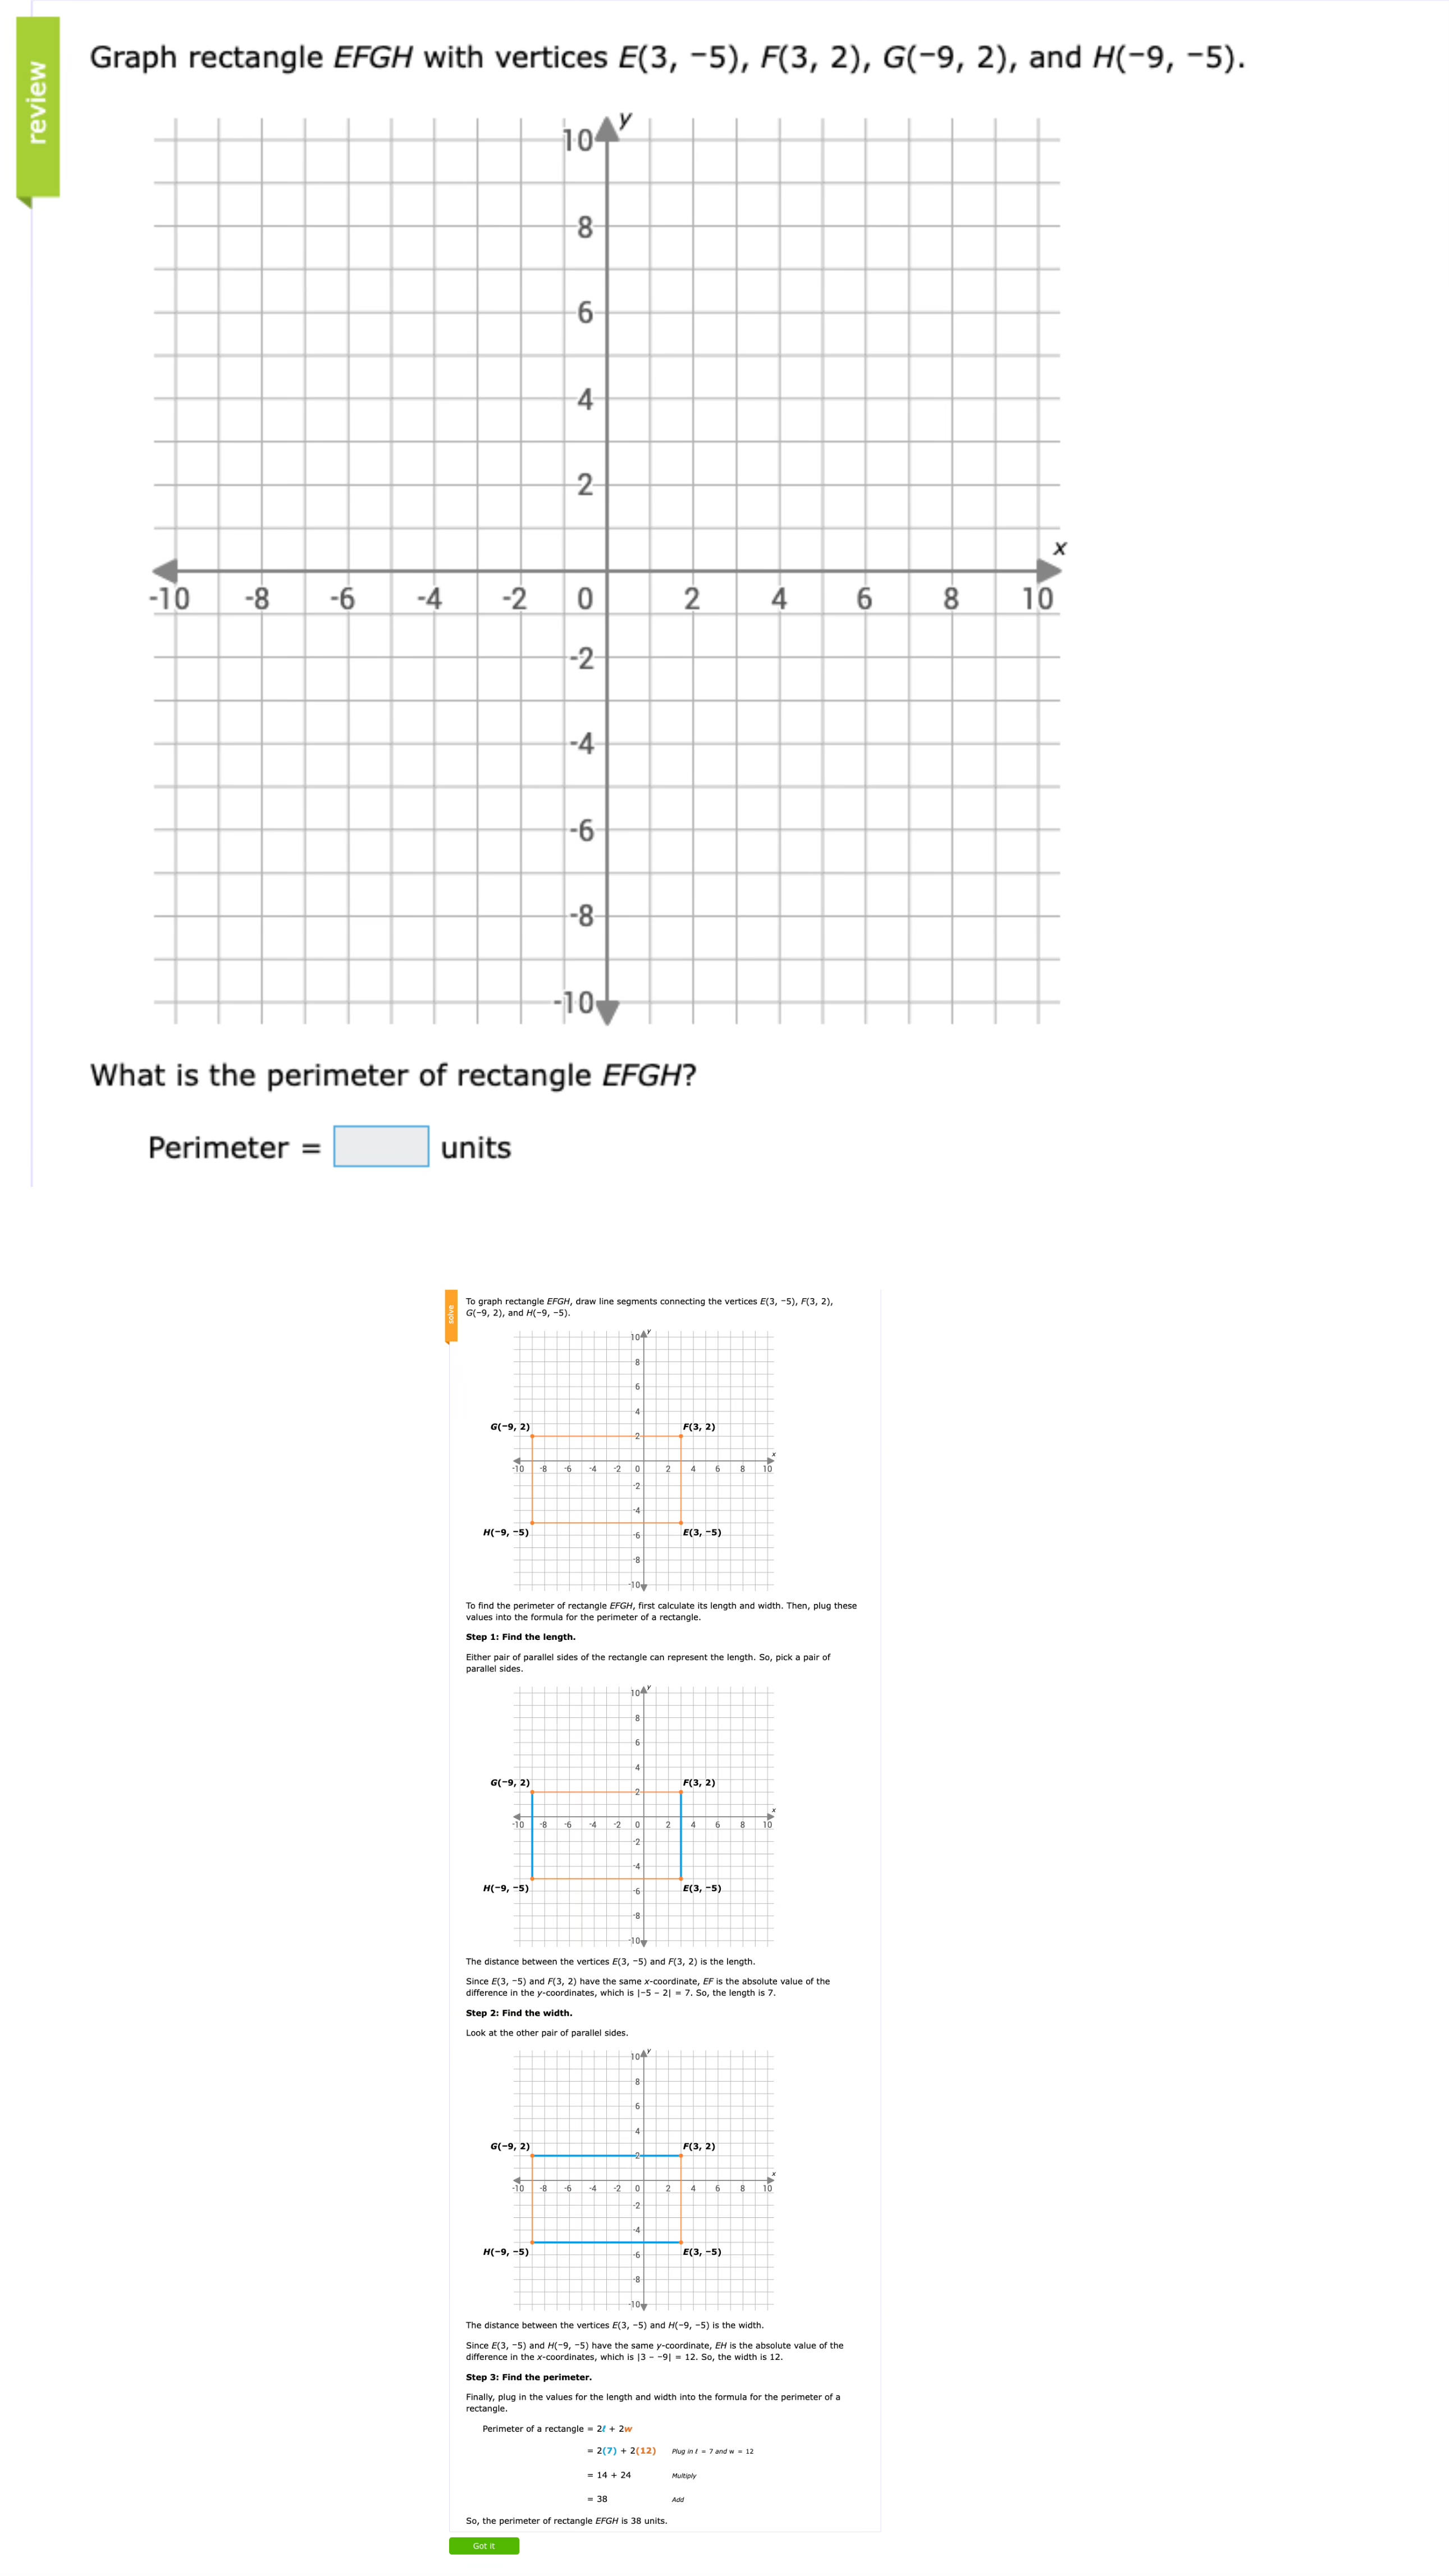 review
Graph rectangle EFGH with vertices E(3, −5), F(3, 2), G(−9, 2), and H(−9, −5).
y
10
8
6
4
2
x
-10 -8 -6 -4 -2 0 2 4 6 8 10
-2
-4
-6
-8
-10
What is the perimeter of rectangle EFGH?
Perimeter = units
solve
To graph rectangle EFGH, draw line segments connecting the vertices E(3, −5), F(3, 2),
G(−9, 2), and H(−9, −5).
y
10
8
6
4
G(−9, 2) F(3, 2)
2
x
-10 -8 -6 -4 -2 0 2 4 6 8 10
-2
-4
H(−9, −5) E(3, −5)
-6
-8
-10
To find the perimeter of rectangle EFGH, first calculate its length and width. Then, plug these
values into the formula for the perimeter of a rectangle.
Step 1: Find the length.
Either pair of parallel sides of the rectangle can represent the length. So, pick a pair of
parallel sides.
y
10
8
6
4
G(−9, 2) F(3, 2)
2
x
-10 -8 -6 -4 -2 0 2 4 6 8 10
-2
-4
H(−9, −5) E(3, −5)
-6
-8
-10
The distance between the vertices E(3, −5) and F(3, 2) is the length.
Since E(3, −5) and F(3, 2) have the same x-coordinate, EF is the absolute value of the
difference in the y-coordinates, which is |−5 − 2| = 7. So, the length is 7.
Step 2: Find the width.
Look at the other pair of parallel sides.
y
10
8
6
4
G(−9, 2) F(3, 2)
2
x
-10 -8 -6 -4 -2 0 2 4 6 8 10
-2
-4
H(−9, −5) E(3, −5)
-6
-8
-10
The distance between the vertices E(3, −5) and H(−9, −5) is the width.
Since E(3, −5) and H(−9, −5) have the same y-coordinate, EH is the absolute value of the
difference in the x-coordinates, which is |3 − −9| = 12. So, the width is 12.
Step 3: Find the perimeter.
Finally, plug in the values for the length and width into the formula for the perimeter of a
rectangle.
Perimeter of a rectangle = 2ℓ + 2w
= 2(7) + 2(12) Plug in ℓ = 7 and w = 12
= 14 + 24 Multiply
= 38 Add
So, the perimeter of rectangle EFGH is 38 units.
Got it